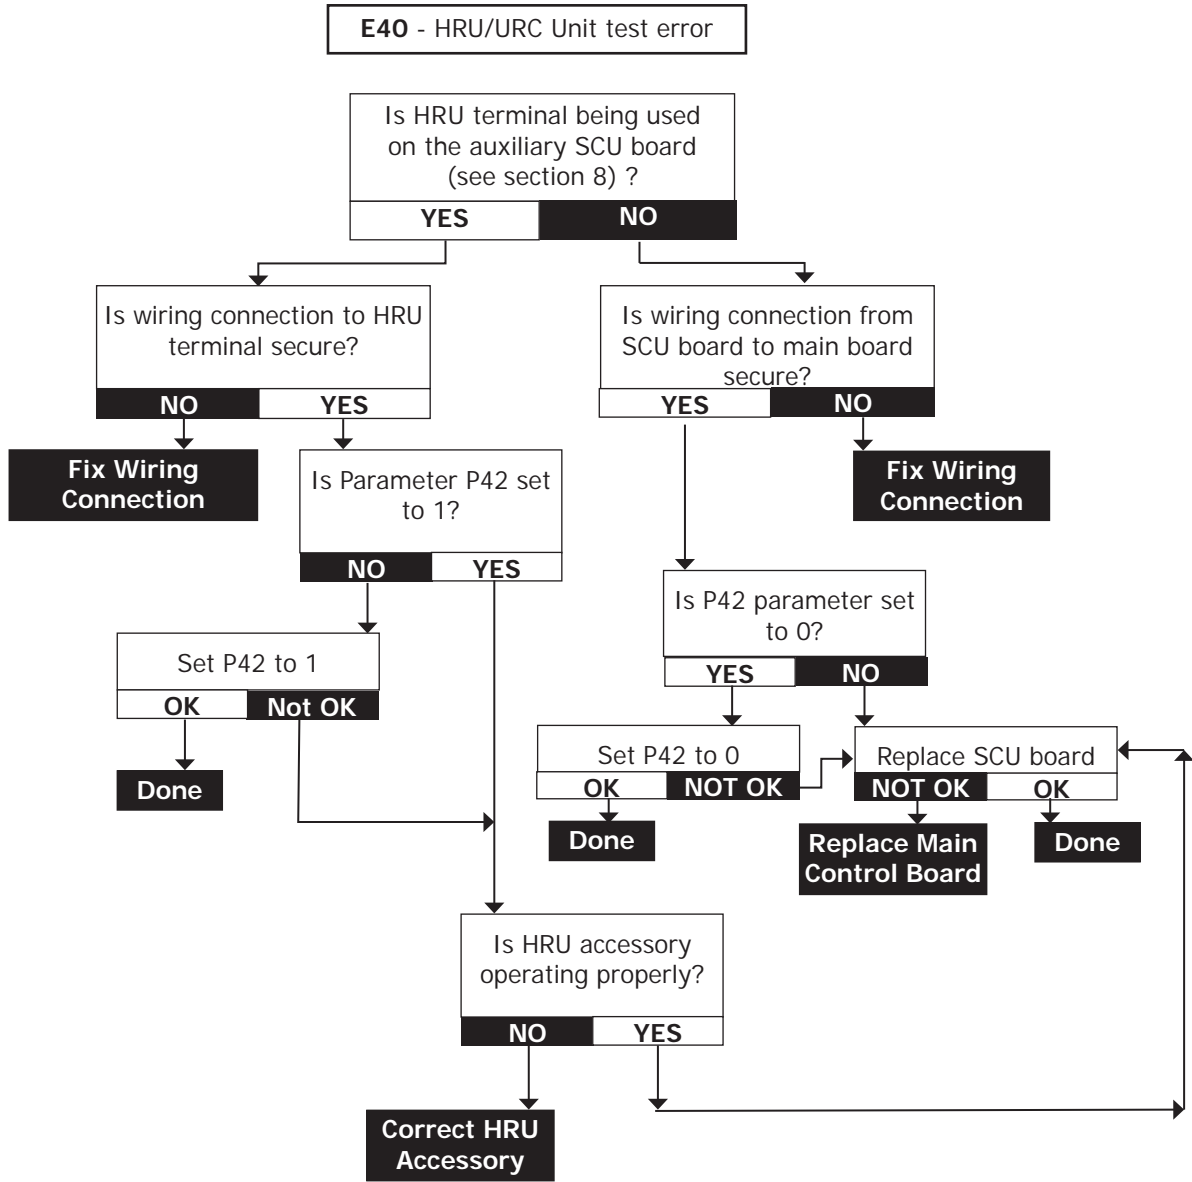 E40 - HRU/URC Unit test error
Is HRU terminal being used
on the auxiliary SCU board
(see section 8) ?
YES NO
Is wiring connection to HRU
terminal secure?
NO YES
Is wiring connection from
SCU board to main board
secure?
YES NO
Fix Wiring
Connection
Is Parameter P42 set
to 1?
NO YES
Fix Wiring
Connection
Set P42 to 1
OK Not OK
Done
Is P42 parameter set
to 0?
YES NO
Set P42 to 0
OK NOT OK
Done
Replace SCU board
NOT OK OK
Replace Main
Control Board
Done
Is HRU accessory
operating properly?
NO YES
Correct HRU
Accessory